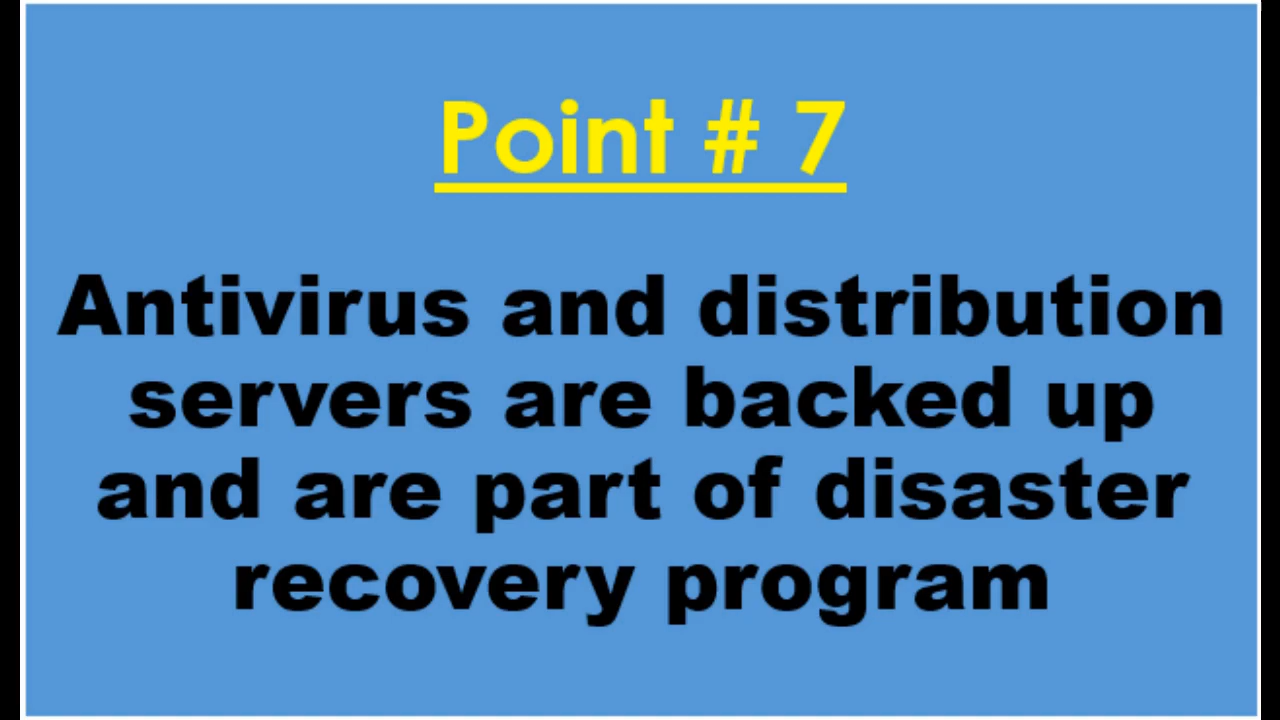 Point # 7
Antivirus and distribution
servers are backed up
and are part of disaster
recovery program